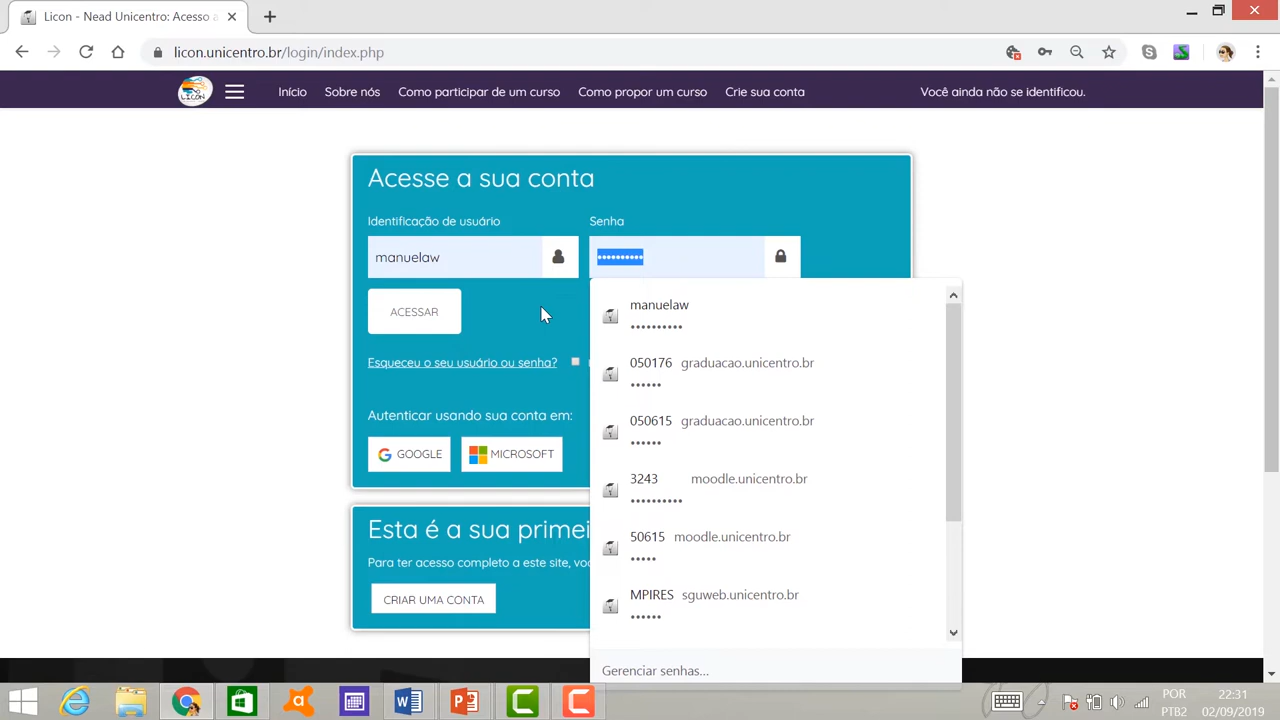 Licon - Nead Unicentro: Acesso a
licon.unicentro.br/login/index.php
LICON
Início Sobre nós Como participar de um curso Como propor um curso Crie sua conta Você ainda não se identificou.
Acesse a sua conta
Identificação de usuário Senha
manuelaw ••••••••••
ACESSAR
manuelaw
••••••••••
Esqueceu o seu usuário ou senha?
050176 graduacao.unicentro.br
••••••
Autenticar usando sua conta em:
050615 graduacao.unicentro.br
••••••
GOOGLE MICROSOFT
3243 moodle.unicentro.br
••••••••••
Esta é a sua primei
50615 moodle.unicentro.br
•••••
Para ter acesso completo a este site, voc
CRIAR UMA CONTA
MPIRES sguweb.unicentro.br
••••••
Gerenciar senhas...
POR 22:31
PTB2 02/09/2019